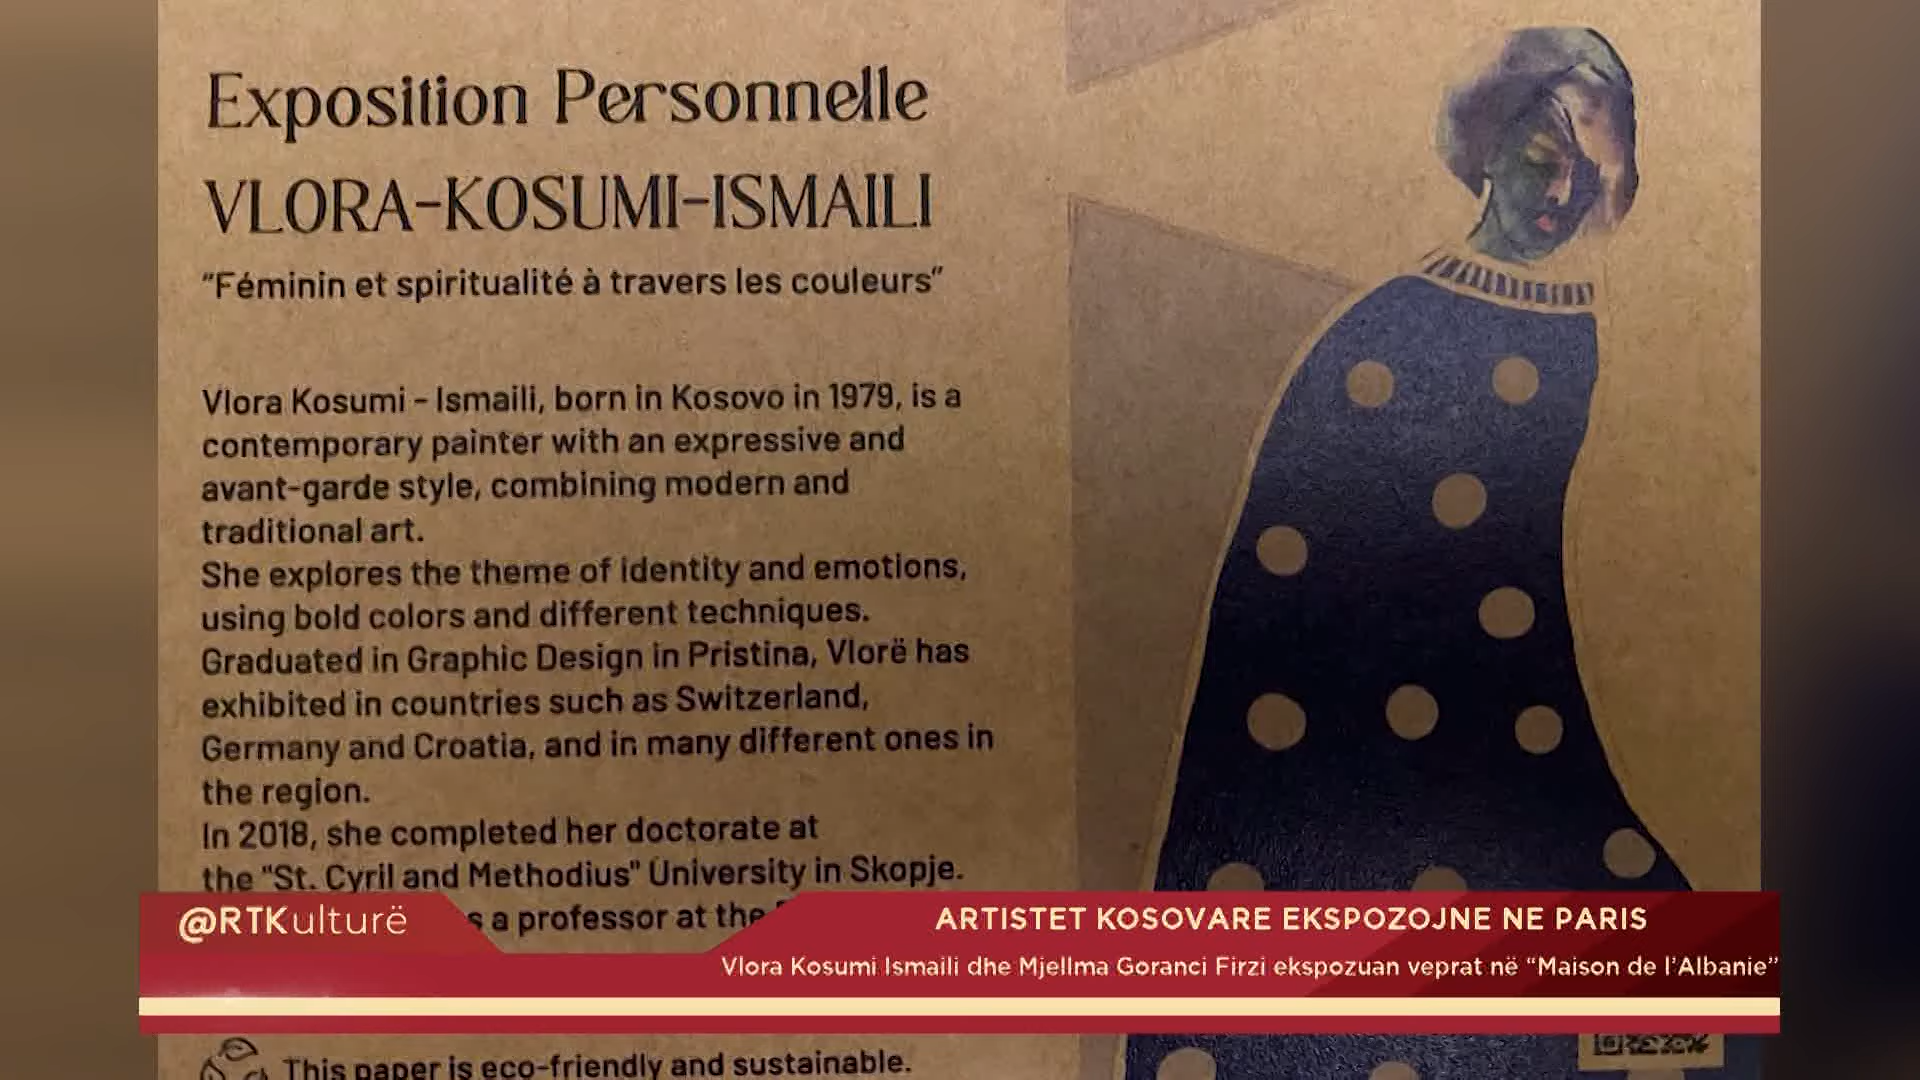 Exposition Personnelle
VLORA-KOSUMI-ISMAILI
"Féminin et spiritualité à travers les couleurs"
Vlora Kosumi - Ismaili, born in Kosovo in 1979, is a
contemporary painter with an expressive and
avant-garde style, combining modern and
traditional art.
She explores the theme of identity and emotions,
using bold colors and different techniques.
Graduated in Graphic Design in Pristina, Vlorë has
exhibited in countries such as Switzerland,
Germany and Croatia, and in many different ones in
the region.
In 2018, she completed her doctorate at
the "St. Cyril and Methodius" University in Skopje.
a professor at the
@RTKulturë
ARTISTET KOSOVARE EKSPOZOJNE NE PARIS
Vlora Kosumi Ismaili dhe Mjellma Goranci Firzi ekspozuan veprat në “Maison de l’Albanie”
This paper is eco-friendly and sustainable.